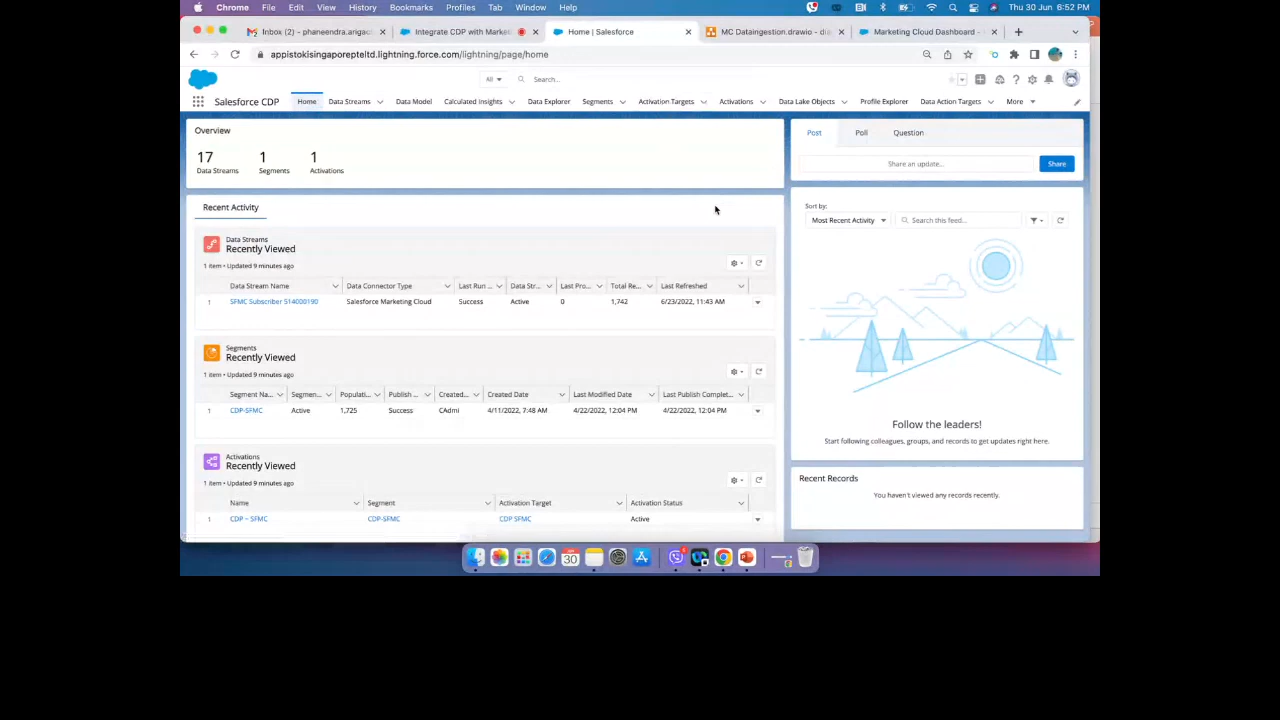 Chrome File Edit View History Bookmarks Profiles Tab Window Help Thu 30 Jun 6:52 PM
Inbox (2) - phaneendra.arigac Integrate CDP with Market Home | Salesforce MC Dataingestion.drawio - dia Marketing Cloud Dashboard -
appistokisingaporepteltd.lightning.force.com/lightning/page/home
All Search...
Salesforce CDP Home Data Streams Data Model Calculated Insights Data Explorer Segments Activation Targets Activations Data Lake Objects Profile Explorer Data Action Targets More
Overview
17 1 1
Data Streams Segments Activations
Recent Activity
Data Streams
Recently Viewed
1 item • Updated 9 minutes ago
Data Stream Name Data Connector Type Last Run ... Data Str... Last Pro... Total Re... Last Refreshed
1 SFMC Subscriber 514000190 Salesforce Marketing Cloud Success Active 0 1,742 6/23/2022, 11:43 AM
Segments
Recently Viewed
1 item • Updated 9 minutes ago
Segment Na... Segmen... Populati... Publish ... Created... Created Date Last Modified Date Last Publish Complet...
1 CDP-SFMC Active 1,725 Success CAdmi 4/11/2022, 7:48 AM 4/22/2022, 12:04 PM 4/22/2022, 12:04 PM
Activations
Recently Viewed
1 item • Updated 9 minutes ago
Name Segment Activation Target Activation Status
1 CDP – SFMC CDP-SFMC CDP SFMC Active
Post Poll Question
Share an update... Share
Sort by:
Most Recent Activity Search this feed...
Follow the leaders!
Start following colleagues, groups, and records to get updates right here.
Recent Records
You haven't viewed any records recently.
30